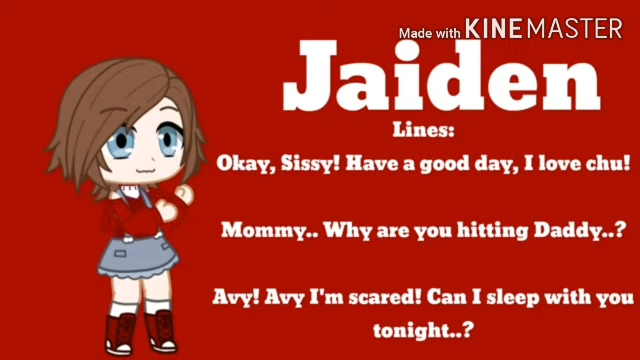 Made with KINEMASTER
Jaiden
Lines:
Okay, Sissy! Have a good day, I love chu!
Mommy.. Why are you hitting Daddy..?
Avy! Avy I'm scared! Can I sleep with you
tonight..?